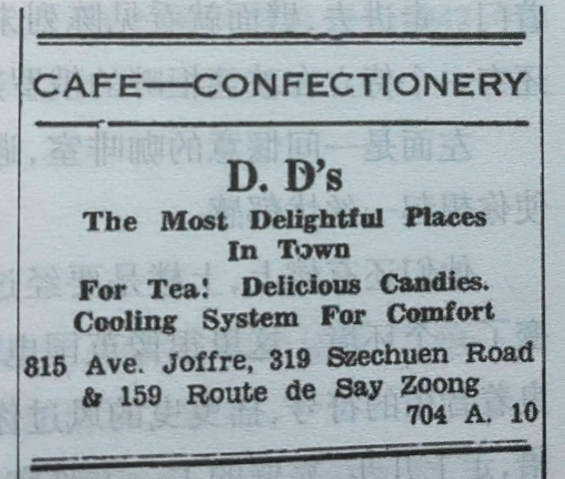 CAFE—CONFECTIONERY
D. D's
The Most Delightful Places
In Town
For Tea! Delicious Candies.
Cooling System For Comfort
815 Ave. Joffre, 319 Szechuen Road
& 159 Route de Say Zoong
704 A. 10